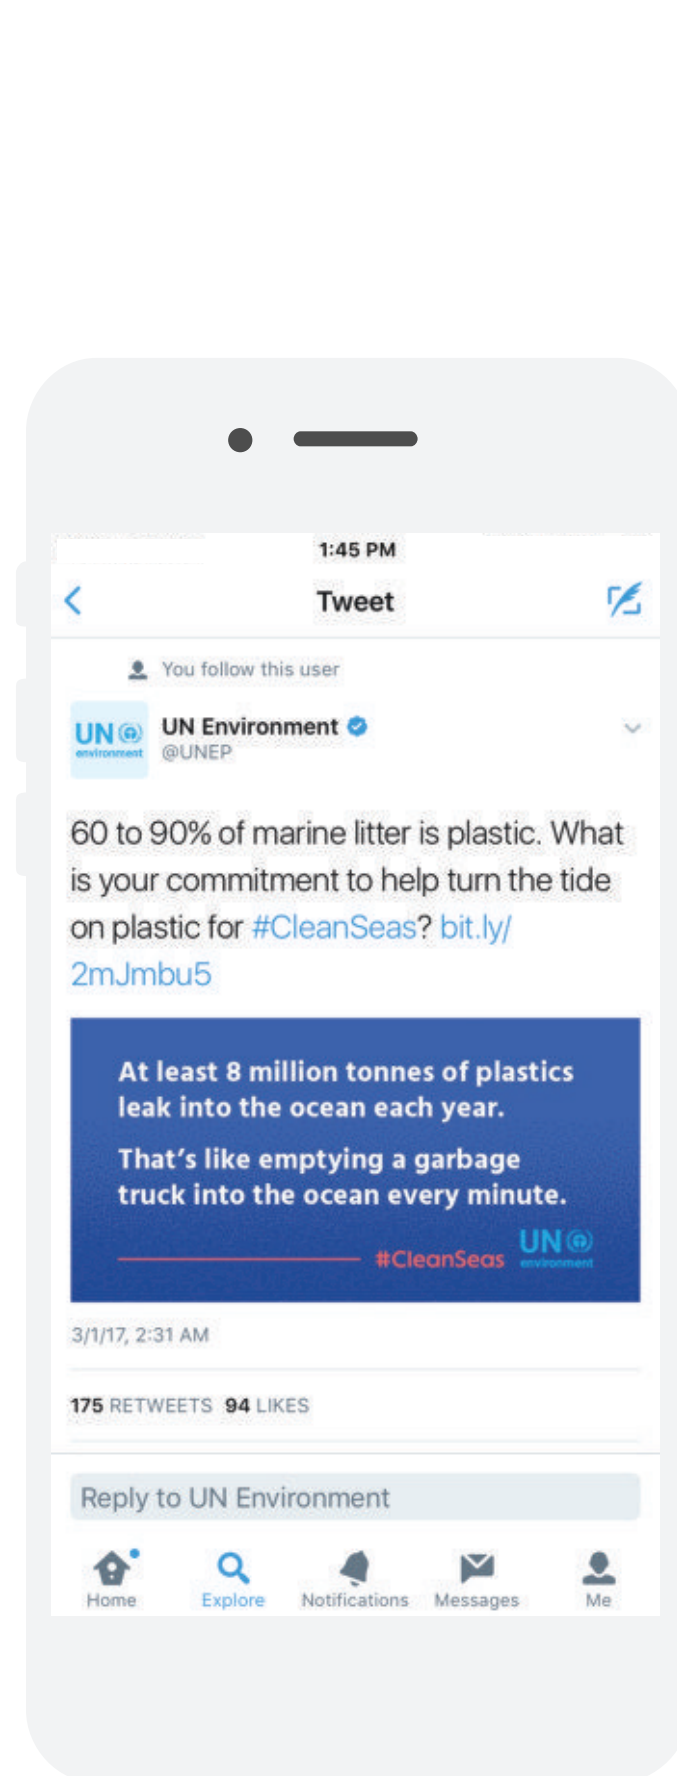 1:45 PM
Tweet
You follow this user
UN
environment
UN Environment
@UNEP
60 to 90% of marine litter is plastic. What
is your commitment to help turn the tide
on plastic for #CleanSeas? bit.ly/
2mJmbu5
At least 8 million tonnes of plastics
leak into the ocean each year.
That's like emptying a garbage
truck into the ocean every minute.
#CleanSeas
UN
environment
3/1/17, 2:31 AM
175 RETWEETS 94 LIKES
Reply to UN Environment
Home Explore Notifications Messages Me